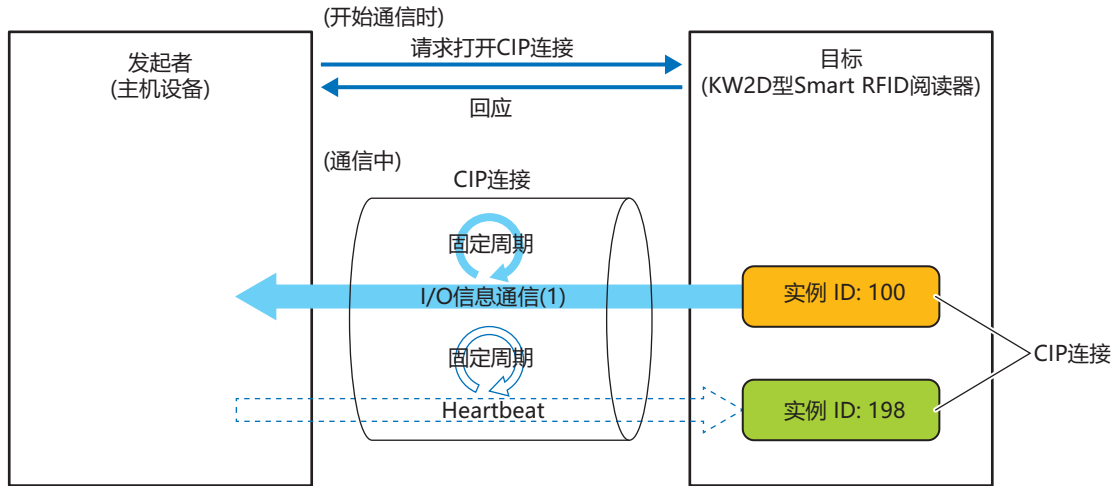 (开始通信时)
发起者
(主机设备)
请求打开CIP连接
回应
目标
(KW2D型Smart RFID阅读器)
(通信中)
CIP连接
固定周期
I/O信息通信(1)
实例 ID: 100
固定周期
CIP连接
Heartbeat
实例 ID: 198